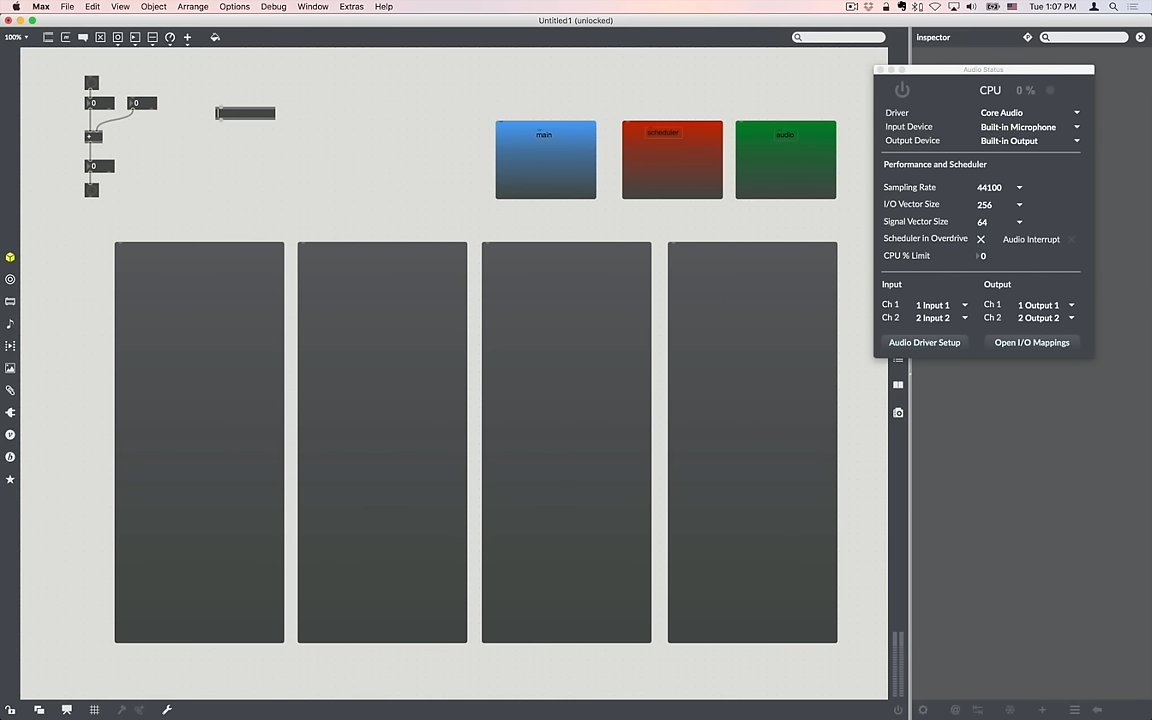 Max File Edit View Object Arrange Options Debug Window Extras Help Tue 1:07 PM
Untitled1 (unlocked)
100%
Inspector
Audio Status
CPU 0 %
Driver Core Audio
Input Device Built-in Microphone
Output Device Built-in Output
Performance and Scheduler
Sampling Rate 44100
I/O Vector Size 256
Signal Vector Size 64
Scheduler in Overdrive Audio Interrupt
CPU % Limit 0
Input Output
Ch 1 1 Input 1 Ch 1 1 Output 1
Ch 2 2 Input 2 Ch 2 2 Output 2
Audio Driver Setup Open I/O Mappings
0 0
+
0
main scheduler audio